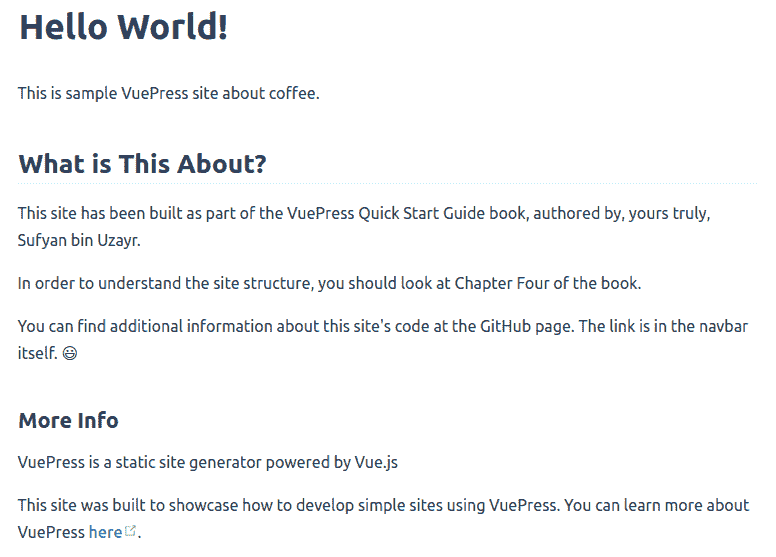 Hello World!
This is sample VuePress site about coffee.
What is This About?
This site has been built as part of the VuePress Quick Start Guide book, authored by, yours truly,
Sufyan bin Uzayr.
In order to understand the site structure, you should look at Chapter Four of the book.
You can find additional information about this site's code at the GitHub page. The link is in the navbar
itself. 😃
More Info
VuePress is a static site generator powered by Vue.js
This site was built to showcase how to develop simple sites using VuePress. You can learn more about
VuePress here.